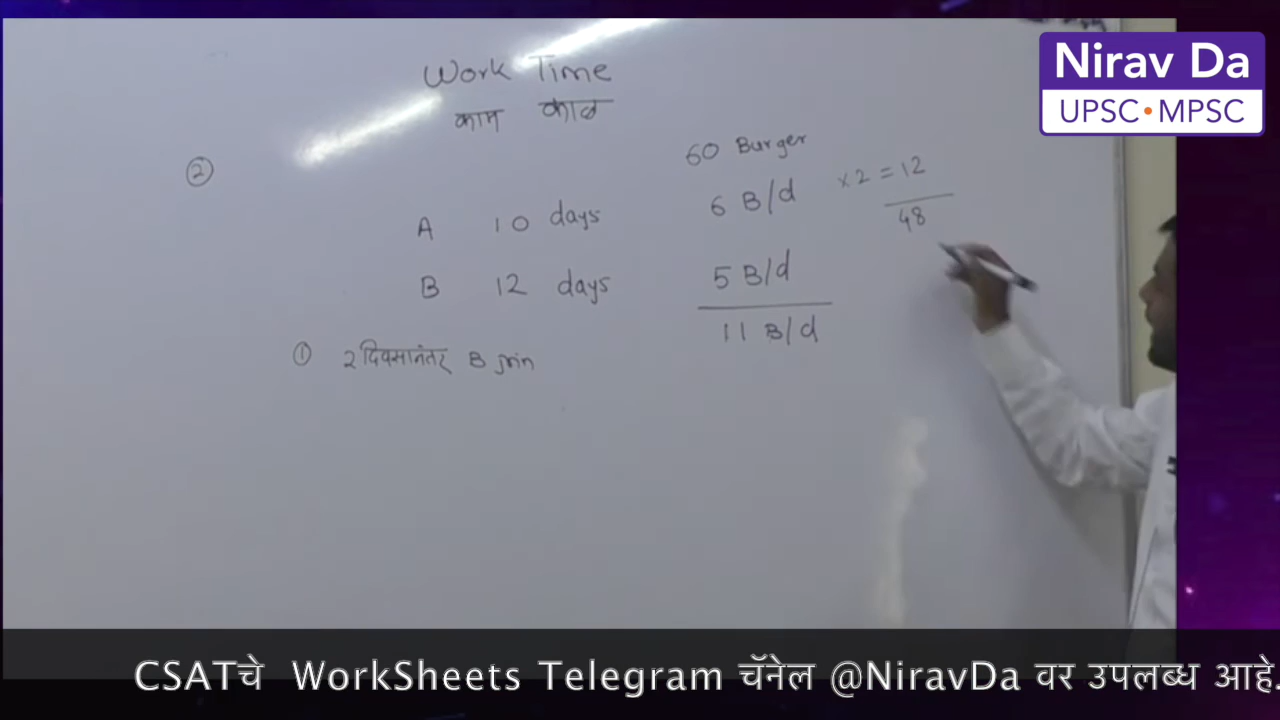 Nirav Da
UPSC • MPSC
Work Time
काम काळ
②
60 Burger
A 10 days 6 B/d × 2 = 12
48
B 12 days 5 B/d
11 B/d
① 2 दिवसानंतर B join
CSATचे WorkSheets Telegram चॅनेल @NiravDa वर उपलब्ध आहे.